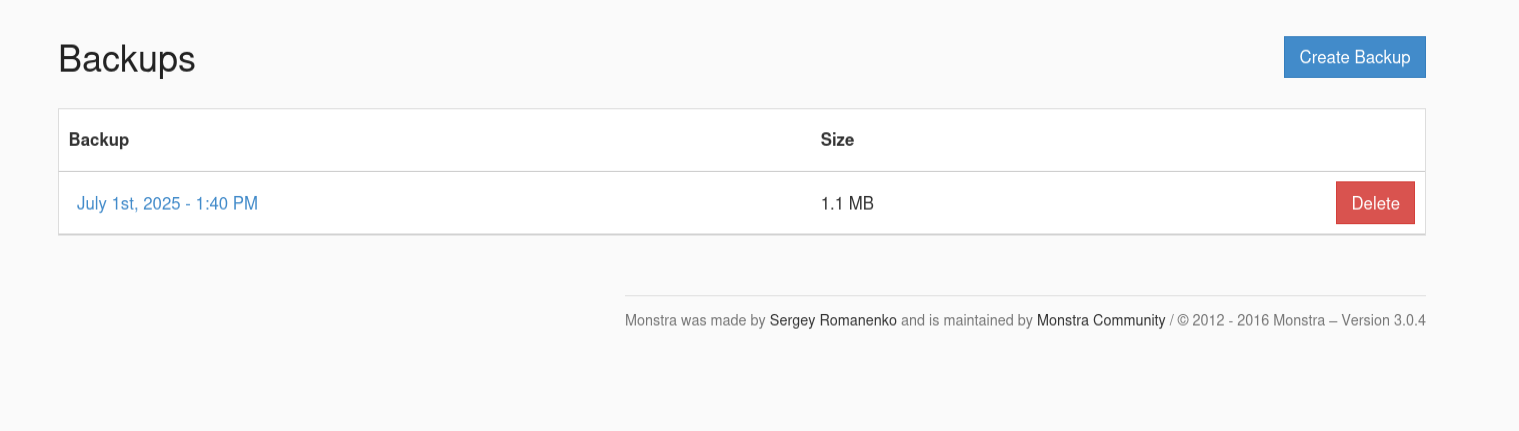 Backups
Create Backup
Backup Size
July 1st, 2025 - 1:40 PM 1.1 MB Delete
Monstra was made by Sergey Romanenko and is maintained by Monstra Community / © 2012 - 2016 Monstra – Version 3.0.4